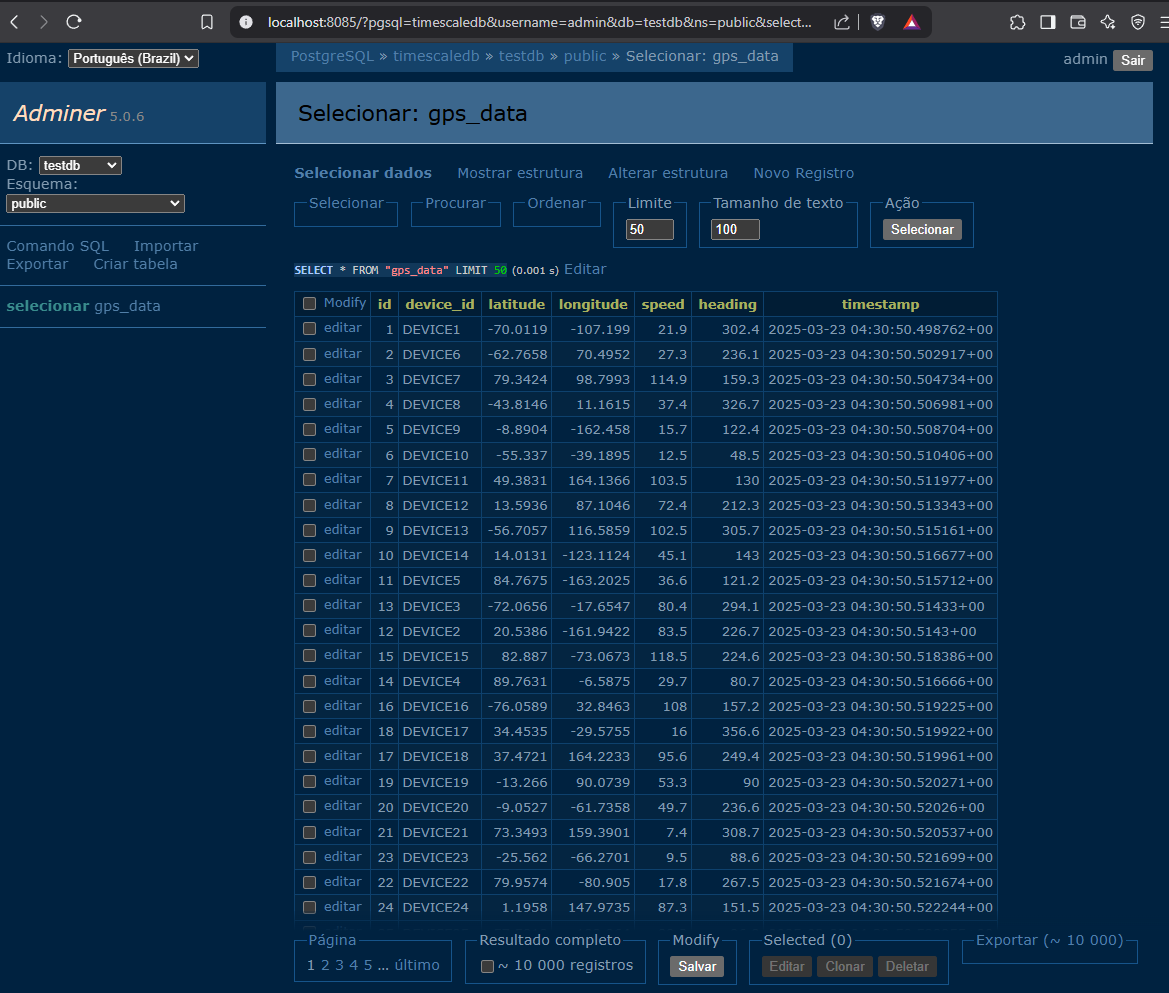 localhost:8085/?pgsql=timescaledb&username=admin&db=testdb&ns=public&select...
Idioma: Português (Brazil)
PostgreSQL » timescaledb » testdb » public » Selecionar: gps_data
admin Sair
Adminer 5.0.6
Selecionar: gps_data
DB: testdb
Esquema:
public
Comando SQL Importar
Exportar Criar tabela
selecionar gps_data
Selecionar dados Mostrar estrutura Alterar estrutura Novo Registro
Selecionar Procurar Ordenar Limite Tamanho de texto Ação
50 100 Selecionar
SELECT * FROM "gps_data" LIMIT 50 (0.001 s) Editar
Modify id device_id latitude longitude speed heading timestamp
editar 1 DEVICE1 -70.0119 -107.199 21.9 302.4 2025-03-23 04:30:50.498762+00
editar 2 DEVICE6 -62.7658 70.4952 27.3 236.1 2025-03-23 04:30:50.502917+00
editar 3 DEVICE7 79.3424 98.7993 114.9 159.3 2025-03-23 04:30:50.504734+00
editar 4 DEVICE8 -43.8146 11.1615 37.4 326.7 2025-03-23 04:30:50.506981+00
editar 5 DEVICE9 -8.8904 -162.458 15.7 122.4 2025-03-23 04:30:50.508704+00
editar 6 DEVICE10 -55.337 -39.1895 12.5 48.5 2025-03-23 04:30:50.510406+00
editar 7 DEVICE11 49.3831 164.1366 103.5 130 2025-03-23 04:30:50.511977+00
editar 8 DEVICE12 13.5936 87.1046 72.4 212.3 2025-03-23 04:30:50.513343+00
editar 9 DEVICE13 -56.7057 116.5859 102.5 305.7 2025-03-23 04:30:50.515161+00
editar 10 DEVICE14 14.0131 -123.1124 45.1 143 2025-03-23 04:30:50.516677+00
editar 11 DEVICE5 84.7675 -163.2025 36.6 121.2 2025-03-23 04:30:50.515712+00
editar 13 DEVICE3 -72.0656 -17.6547 80.4 294.1 2025-03-23 04:30:50.51433+00
editar 12 DEVICE2 20.5386 -161.9422 83.5 226.7 2025-03-23 04:30:50.5143+00
editar 15 DEVICE15 82.887 -73.0673 118.5 224.6 2025-03-23 04:30:50.518386+00
editar 14 DEVICE4 89.7631 -6.5875 29.7 80.7 2025-03-23 04:30:50.516666+00
editar 16 DEVICE16 -76.0589 32.8463 108 157.2 2025-03-23 04:30:50.519225+00
editar 18 DEVICE17 34.4535 -29.5755 16 356.6 2025-03-23 04:30:50.519922+00
editar 17 DEVICE18 37.4721 164.2233 95.6 249.4 2025-03-23 04:30:50.519961+00
editar 19 DEVICE19 -13.266 90.0739 53.3 90 2025-03-23 04:30:50.520271+00
editar 20 DEVICE20 -9.0527 -61.7358 49.7 236.6 2025-03-23 04:30:50.52026+00
editar 21 DEVICE21 73.3493 159.3901 7.4 308.7 2025-03-23 04:30:50.520537+00
editar 23 DEVICE23 -25.562 -66.2701 9.5 88.6 2025-03-23 04:30:50.521699+00
editar 22 DEVICE22 79.9574 -80.905 17.8 267.5 2025-03-23 04:30:50.521674+00
editar 24 DEVICE24 1.1958 147.9735 87.3 151.5 2025-03-23 04:30:50.522244+00
Página Resultado completo Modify Selected (0) Exportar (~ 10 000)
1 2 3 4 5 ... último ~ 10 000 registros Salvar Editar Clonar Deletar